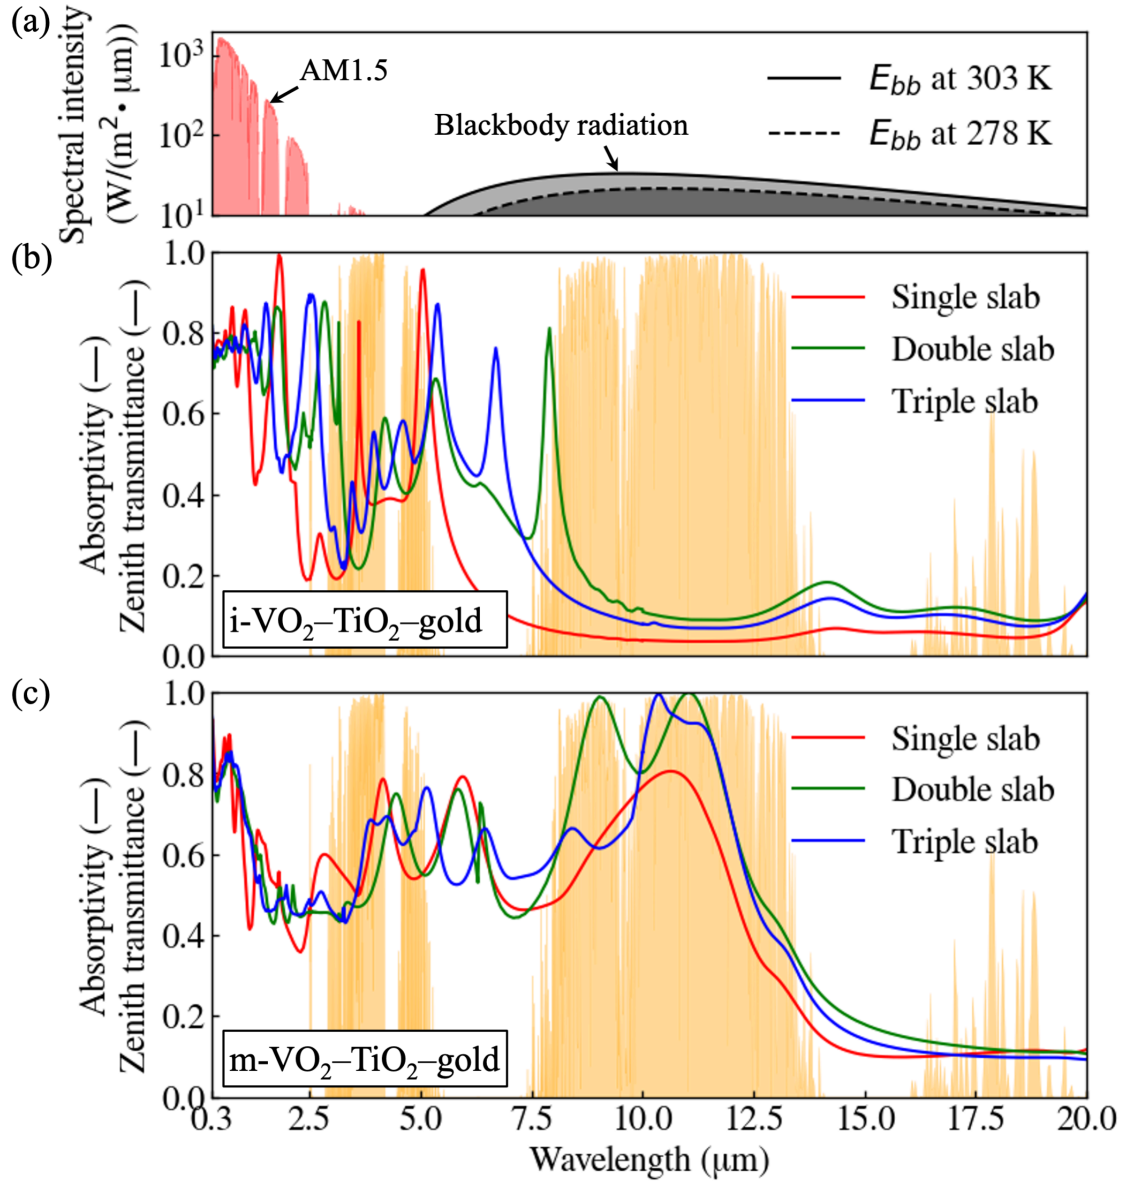 (a)
Spectral intensity
(W/(m² • μm))
10³
10²
10¹
AM1.5
Blackbody radiation
E_bb at 303 K
E_bb at 278 K
(b)
Absorptivity (—)
Zenith transmittance (—)
1.0
0.8
0.6
0.4
0.2
0.0
Single slab
Double slab
Triple slab
i-VO₂–TiO₂–gold
(c)
Absorptivity (—)
Zenith transmittance (—)
1.0
0.8
0.6
0.4
0.2
0.0
Single slab
Double slab
Triple slab
m-VO₂–TiO₂–gold
0.3 2.5 5.0 7.5 10.0 12.5 15.0 17.5 20.0
Wavelength (μm)